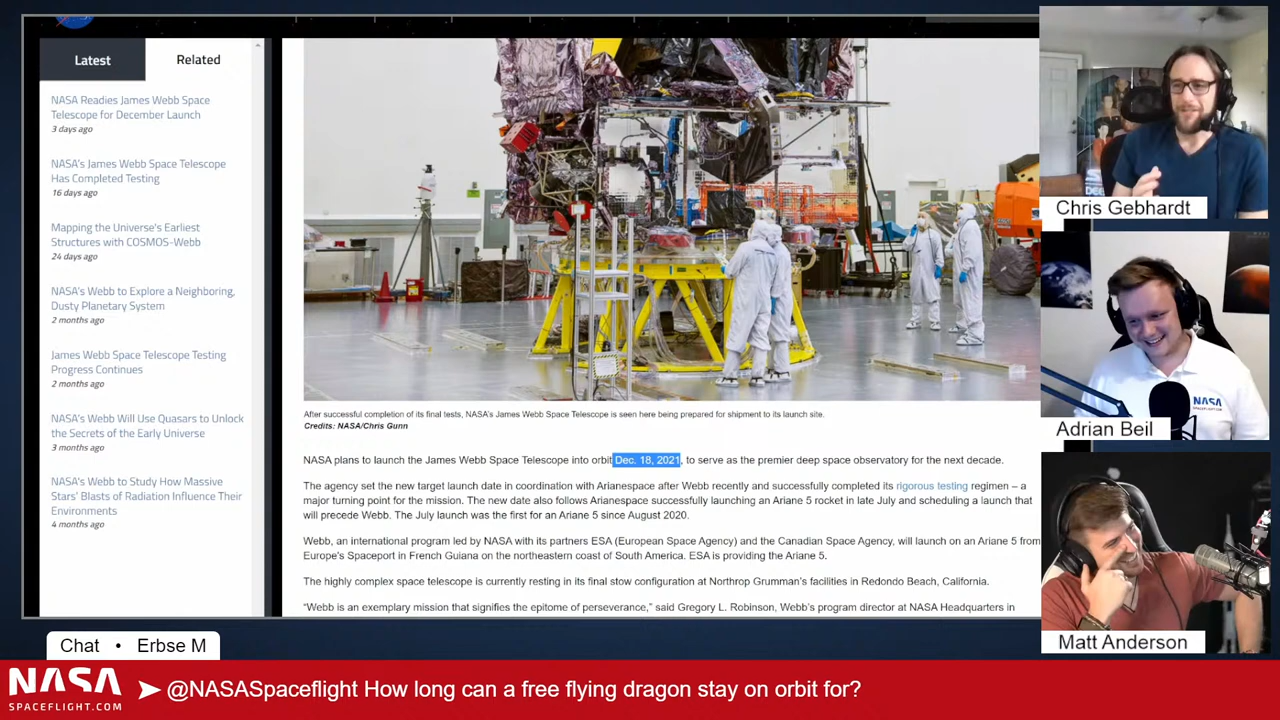 Latest
Related
NASA Readies James Webb Space
Telescope for December Launch
3 days ago
NASA's James Webb Space Telescope
Has Completed Testing
16 days ago
Mapping the Universe's Earliest
Structures with COSMOS-Webb
24 days ago
NASA's Webb to Explore a Neighboring,
Dusty Planetary System
2 months ago
James Webb Space Telescope Testing
Progress Continues
2 months ago
NASA's Webb Will Use Quasars to Unlock
the Secrets of the Early Universe
3 months ago
NASA's Webb to Study How Massive
Stars' Blasts of Radiation Influence Their
Environments
4 months ago
After successful completion of its final tests, NASA's James Webb Space Telescope is seen here being prepared for shipment to its launch site.
Credits: NASA/Chris Gunn
NASA plans to launch the James Webb Space Telescope into orbit Dec. 18, 2021, to serve as the premier deep space observatory for the next decade.
The agency set the new target launch date in coordination with Arianespace after Webb recently and successfully completed its rigorous testing regimen – a
major turning point for the mission. The new date also follows Arianespace successfully launching an Ariane 5 rocket in late July and scheduling a launch that
will precede Webb. The July launch was the first for an Ariane 5 since August 2020.
Webb, an international program led by NASA with its partners ESA (European Space Agency) and the Canadian Space Agency, will launch on an Ariane 5 from
Europe's Spaceport in French Guiana on the northeastern coast of South America. ESA is providing the Ariane 5.
The highly complex space telescope is currently resting in its final stow configuration at Northrop Grumman's facilities in Redondo Beach, California.
"Webb is an exemplary mission that signifies the epitome of perseverance," said Gregory L. Robinson, Webb's program director at NASA Headquarters in
Chris Gebhardt
NASA
SPACEFLIGHT.COM
Adrian Beil
Matt Anderson
Chat • Erbse M
NASA
SPACEFLIGHT.COM
@NASASpaceflight How long can a free flying dragon stay on orbit for?